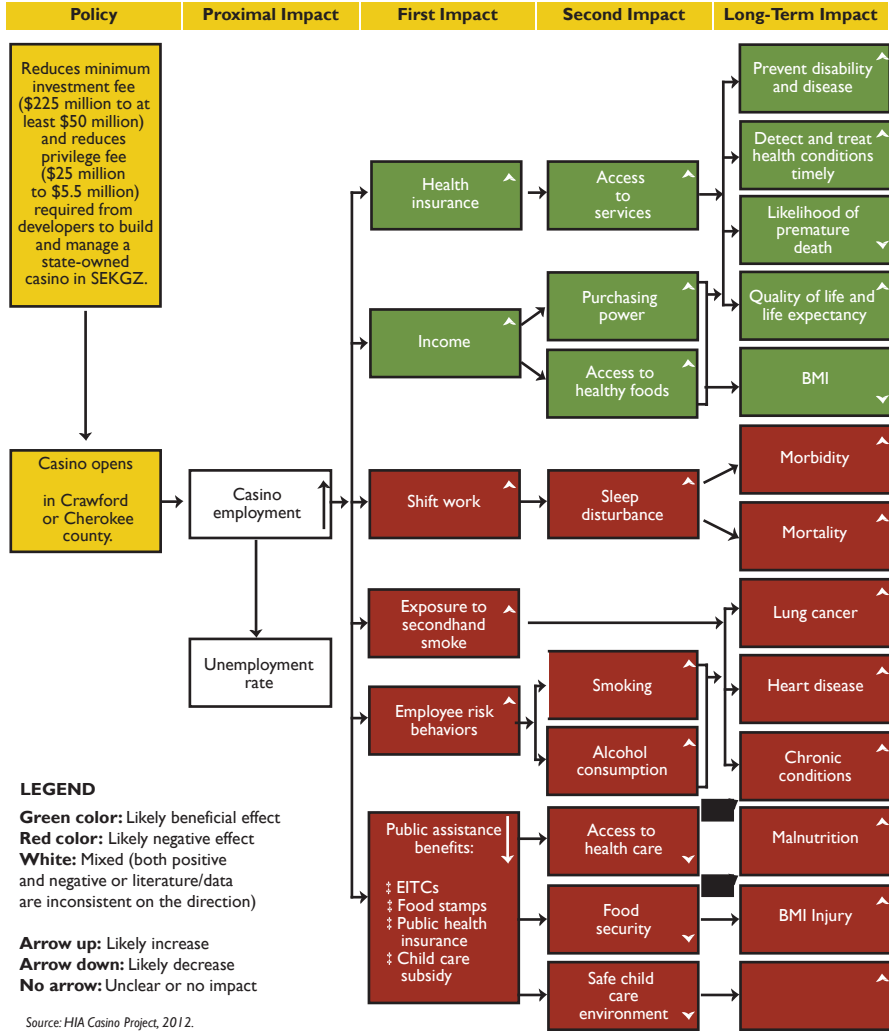 Policy
Proximal Impact
First Impact
Second Impact
Long-Term Impact
Reduces minimum
investment fee
($225 million to at
least $50 million)
and reduces
privilege fee
($25 million
to $5.5 million)
required from
developers to build
and manage a
state-owned
casino in SEKGZ.
Casino opens
in Crawford
or Cherokee
county.
Casino
employment
Unemployment
rate
Health
insurance
Income
Shift work
Exposure to
secondhand
smoke
Employee risk
behaviors
Public assistance
benefits:
‡ EITCs
‡ Food stamps
‡ Public health
insurance
‡ Child care
subsidy
Access
to
services
Purchasing
power
Access to
healthy foods
Sleep
disturbance
Smoking
Alcohol
consumption
Access to
health care
Food
security
Safe child
care
environment
Prevent disability
and disease
Detect and treat
health conditions
timely
Likelihood of
premature
death
Quality of life and
life expectancy
BMI
Morbidity
Mortality
Lung cancer
Heart disease
Chronic
conditions
Malnutrition
BMI Injury
LEGEND
Green color: Likely beneficial effect
Red color: Likely negative effect
White: Mixed (both positive
and negative or literature/data
are inconsistent on the direction)
Arrow up: Likely increase
Arrow down: Likely decrease
No arrow: Unclear or no impact
Source: HIA Casino Project, 2012.